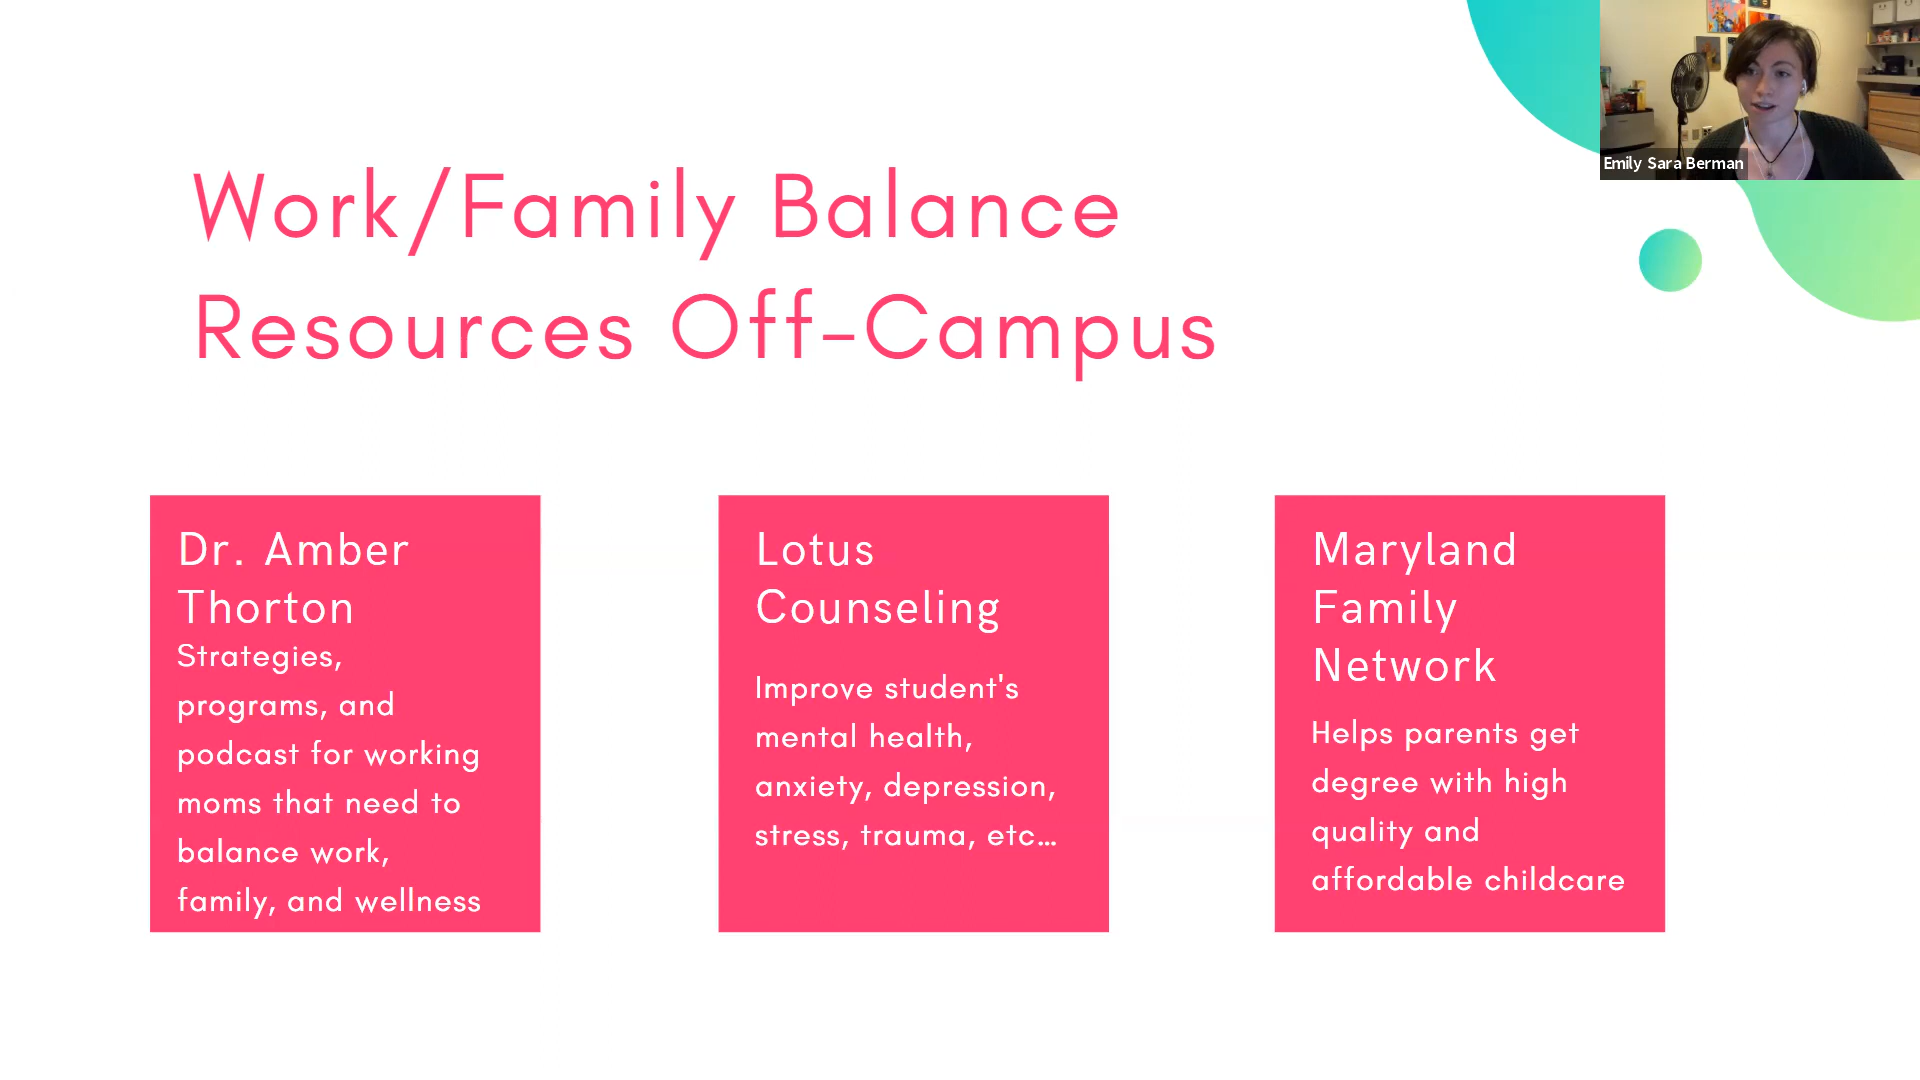 Work/Family Balance
Resources Off-Campus
Dr. Amber
Thorton
Strategies,
programs, and
podcast for working
moms that need to
balance work,
family, and wellness
Lotus
Counseling
Improve student's
mental health,
anxiety, depression,
stress, trauma, etc...
Maryland
Family
Network
Helps parents get
degree with high
quality and
affordable childcare
Emily Sara Berman